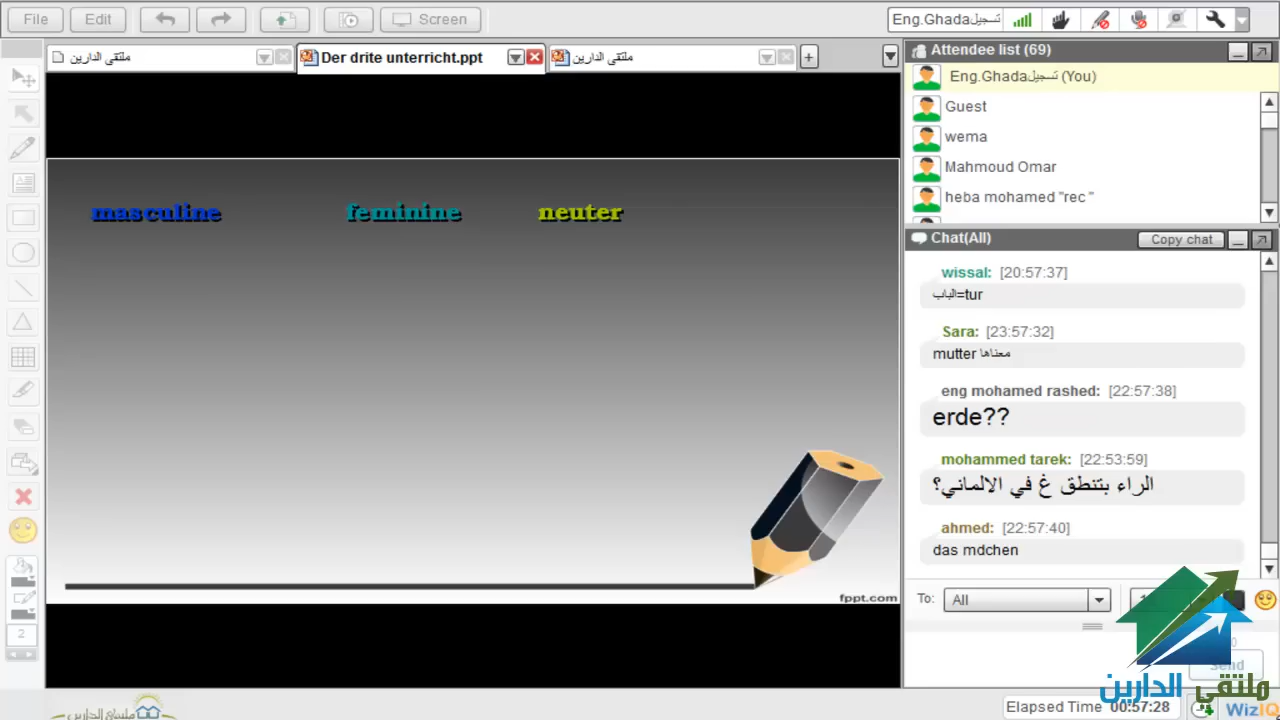 File Edit Screen Eng.Ghadaتسجيل
ملتقى الدارين Der drite unterricht.ppt ملتقى الدارين +
Attendee list (69)
Eng.Ghadaتسجيل (You)
Guest
wema
Mahmoud Omar
heba mohamed "rec "
masculine feminine neuter
fppt.com
Chat(All) Copy chat
wissal: [20:57:37]
الباب=tur
Sara: [23:57:32]
mutter معناها
eng mohamed rashed: [22:57:38]
erde??
mohammed tarek: [22:53:59]
الراء بتنطق غ في الالماني؟
ahmed: [22:57:40]
das mdchen
To: All
Send
2
ملتقى الدارين
ملتقى الدارين
Elapsed Time 00:57:28 WizIQ